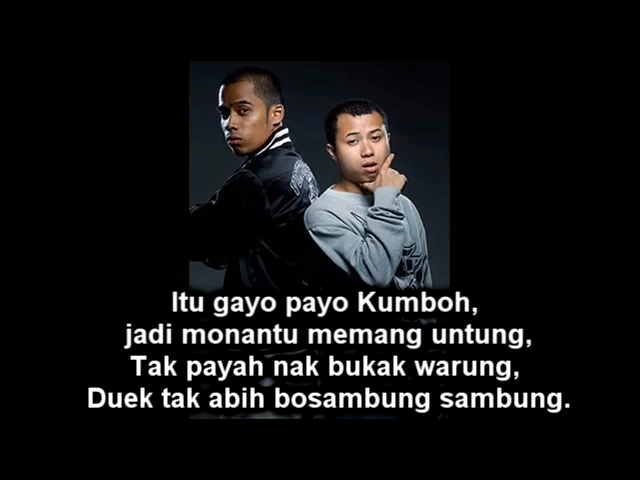 Itu gayo payo Kumboh,
jadi monantu memang untung,
Tak payah nak bukak warung,
Duek tak abih bosambung sambung.